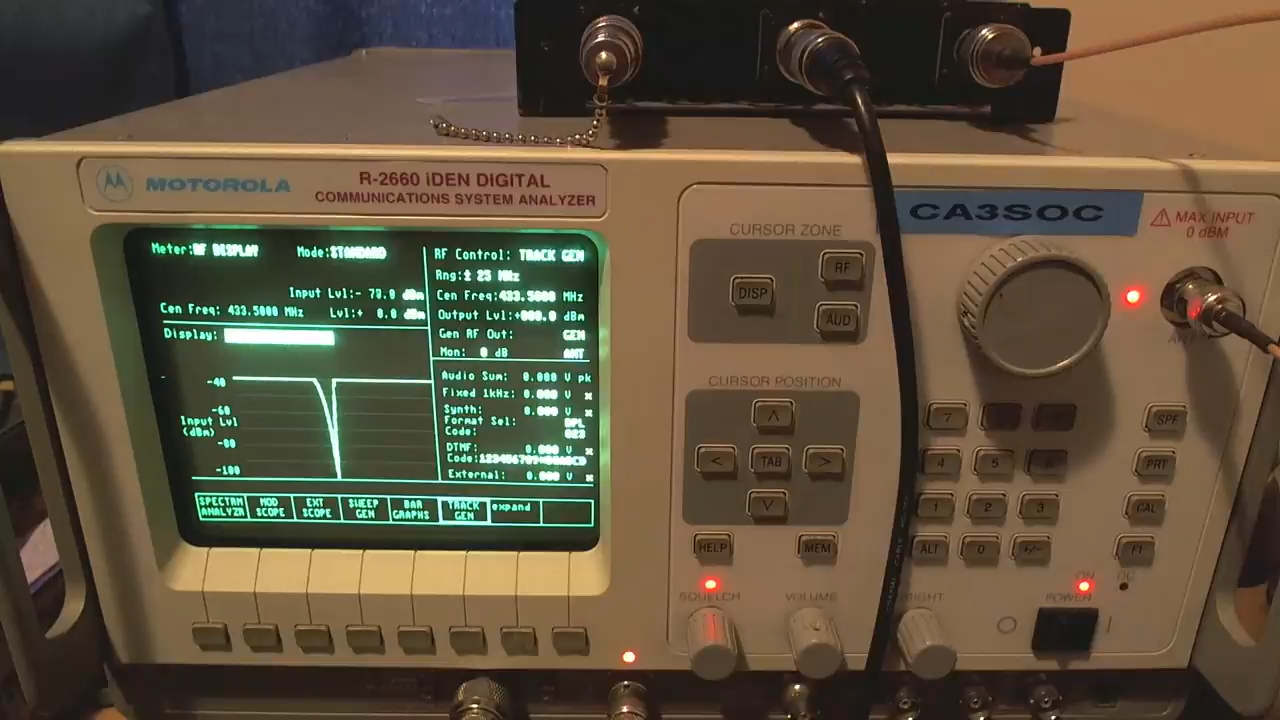 MOTOROLA
R-2660 iDEN DIGITAL
COMMUNICATIONS SYSTEM ANALYZER
Meter:RF DISPLAY Mode:STANDARD
Input Lvl:- 78.0 dBm
Cen Freq: 433.5000 MHz Lvl:+ 0.0 dBm
Display:
-40
-60
Input Lvl
(dBm)
-80
-100
RF Control: TRACK GEN
Rng:± 25 MHz
Cen Freq:433.5000 MHz
Output Lvl:+000.0 dBm
Gen RF Out: GEN
Mon: 0 dB ANT
Audio Sum: 0.000 V pk
Fixed 1kHz: 0.000 V x
Synth: 0.000 V x
Format Sel: DPL
Code: 023
DTMF: 0.000 V x
Code:
External: 0.000 V x
SPECTRM ANALYZR
MOD SCOPE
EXT SCOPE
SWEEP GEN
BAR GRAPHS
TRACK GEN
expand
CURSOR ZONE
DISP
RF
AUD
CURSOR POSITION
TAB
HELP
MEM
SQUELCH
VOLUME
CA3SOC
MAX INPUT
0 dBM
7
4 5 6
1 2 3
ALT 0 +/-
SPF
PRT
CAL
F1
ON DC
POWER